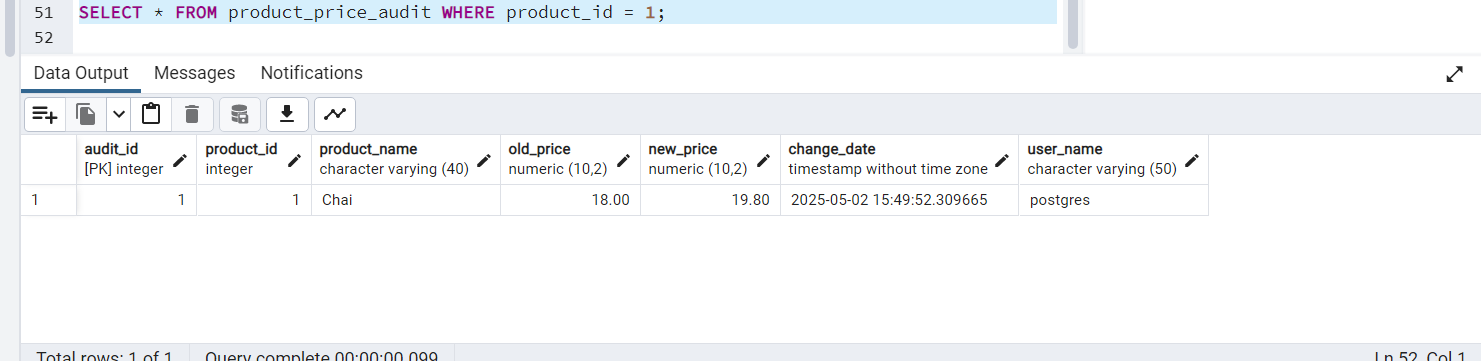 51 SELECT * FROM product_price_audit WHERE product_id = 1;
52
Data Output Messages Notifications
audit_id product_id product_name old_price new_price change_date user_name
[PK] integer integer character varying (40) numeric (10,2) numeric (10,2) timestamp without time zone character varying (50)
1 1 1 Chai 18.00 19.80 2025-05-02 15:49:52.309665 postgres
Total rows: 1 of 1 Query complete 00:00:00.099 Ln 52, Col 1